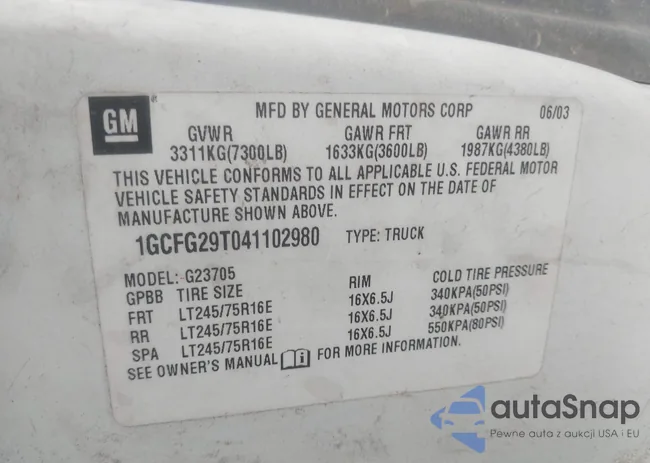 GM
MFD BY GENERAL MOTORS CORP 06/03
GVWR GAWR FRT GAWR RR
3311KG(7300LB) 1633KG(3600LB) 1987KG(4380LB)
THIS VEHICLE CONFORMS TO ALL APPLICABLE U.S. FEDERAL MOTOR
VEHICLE SAFETY STANDARDS IN EFFECT ON THE DATE OF
MANUFACTURE SHOWN ABOVE.
1GCFG29T041102980 TYPE: TRUCK
MODEL: G23705
GPBB TIRE SIZE RIM COLD TIRE PRESSURE
FRT LT245/75R16E 16X6.5J 340KPA(50PSI)
RR LT245/75R16E 16X6.5J 340KPA(50PSI)
SPA LT245/75R16E 16X6.5J 550KPA(80PSI)
SEE OWNER'S MANUAL FOR MORE INFORMATION.
autaSnap
Pewne auta z aukcji USA i EU